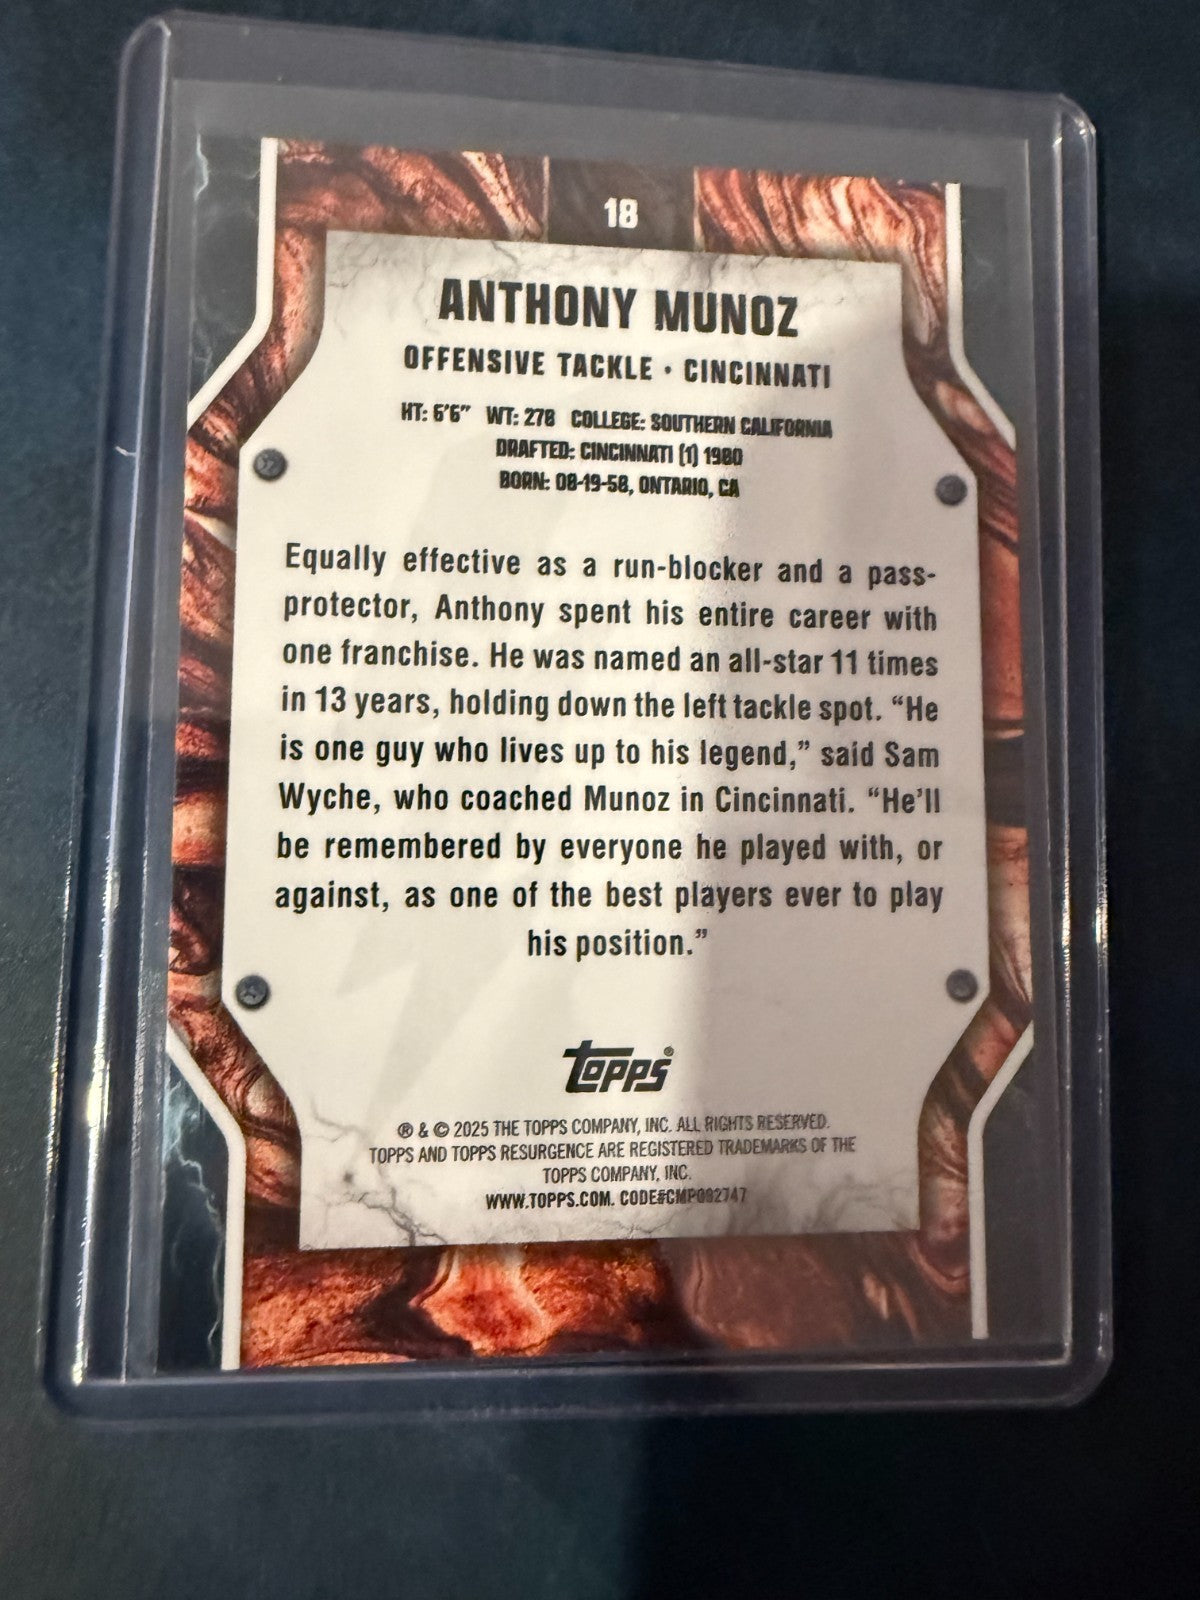 18
ANTHONY MUNOZ
OFFENSIVE TACKLE • CINCINNATI
HT: 6'6" WT: 278 COLLEGE: SOUTHERN CALIFORNIA
DRAFTED: CINCINNATI (1) 1980
BORN: 08-19-58, ONTARIO, CA
Equally effective as a run-blocker and a pass-
protector, Anthony spent his entire career with
one franchise. He was named an all-star 11 times
in 13 years, holding down the left tackle spot. “He
is one guy who lives up to his legend,” said Sam
Wyche, who coached Munoz in Cincinnati. “He’ll
be remembered by everyone he played with, or
against, as one of the best players ever to play
his position.”
Topps®
® & © 2025 THE TOPPS COMPANY, INC. ALL RIGHTS RESERVED.
TOPPS AND TOPPS RESURGENCE ARE REGISTERED TRADEMARKS OF THE
TOPPS COMPANY, INC.
WWW.TOPPS.COM. CODE#CMP092747